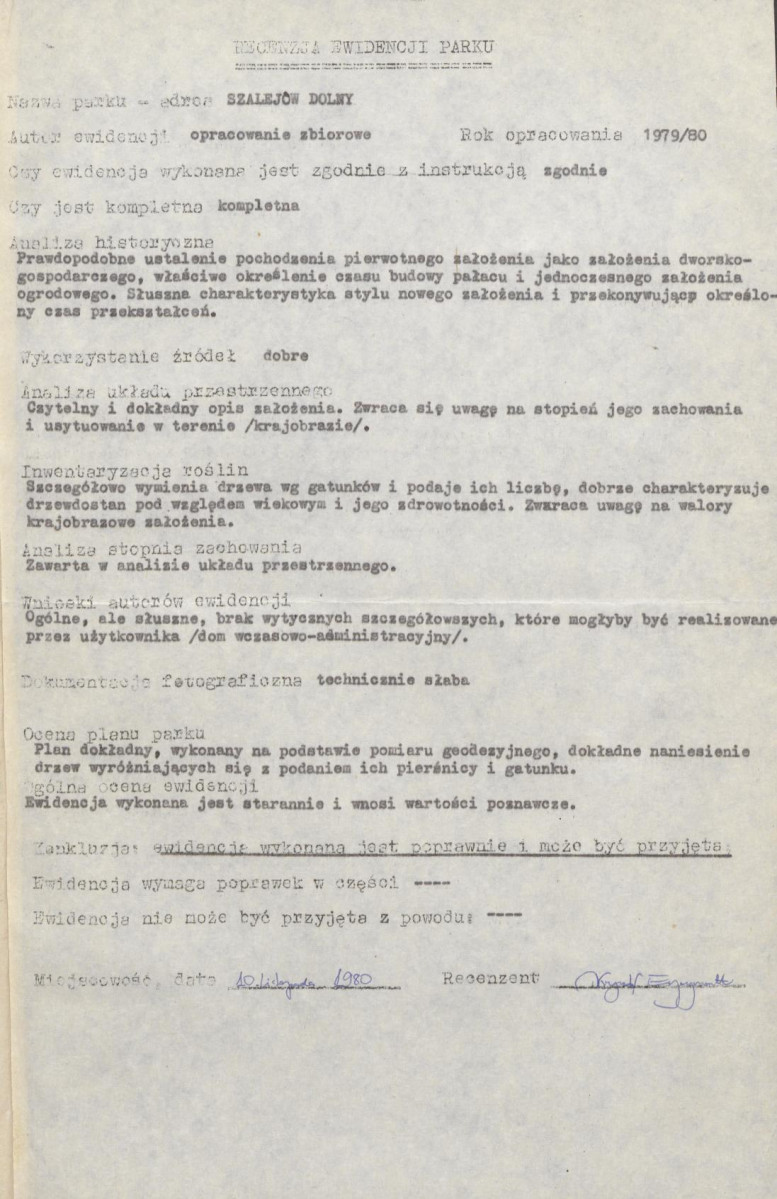 RECENZJA EWIDENCJI PARKU
Nazwa parku - adres SZALEJÓW DOLNY
Autor ewidencji opracowanie zbiorowe Rok opracowania 1979/80
Czy ewidencja wykonana jest zgodnie z instrukcją zgodnie
Czy jest kompletna kompletna
Analiza historyczna
Prawdopodobne ustalenie pochodzenia pierwotnego założenia jako założenia dworsko-
gospodarczego, właściwe określenie czasu budowy pałacu i jednoczesnego założenia
ogrodowego. Słuszna charakterystyka stylu nowego założenia i przekonywująco określo-
ny czas przekształceń.
Wykorzystanie źródeł dobre
Analiza układu przestrzennego
Czytelny i dokładny opis założenia. Zwraca się uwagę na stopień jego zachowania
i usytuowanie w terenie /krajobrazie/.
Inwentaryzacja roślin
Szczegółowo wymienia drzewa wg gatunków i podaje ich liczbę, dobrze charakteryzuje
drzewdostan pod względem wiekowym i jego zdrowotności. Zwzraca uwagę na walory
krajobrazowe założenia.
Analiza stopnia zachowania
Zawarta w analizie układu przestrzennego.
Wnioski autorów ewidencji
Ogólne, ale słuszne, brak wytycznych szczegółowszych, które mogłyby być realizowane
przez użytkownika /dom wczasowo-administracyjny/.
Dokumentacja fotograficzna technicznie słaba
Ocena planu parku
Plan dokładny, wykonany na podstawie pomiaru geodezyjnego, dokładne naniesienie
drzew wyróżniających się z podaniem ich pierśnicy i gatunku.
Ogólna ocena ewidencji
Ewidencja wykonana jest starannie i wnosi wartości poznawcze.
Konkluzja: ewidencja wykonana jest poprawnie i może być przyjęta.
Ewidencja wymaga poprawek w części ----
Ewidencja nie może być przyjęta z powodu: ----
Miejscowość, data 10 listopada 1980 Recenzent Krzysztof